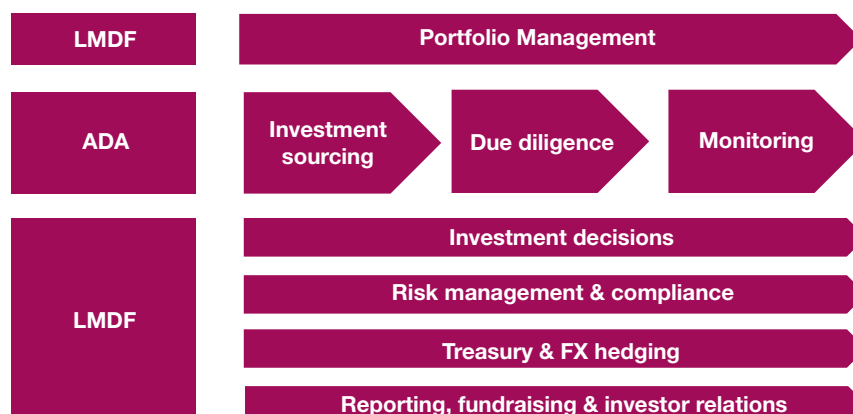 LMDF
Portfolio Management
ADA
Investment
sourcing
Due diligence
Monitoring
LMDF
Investment decisions
Risk management & compliance
Treasury & FX hedging
Reporting, fundraising & investor relations